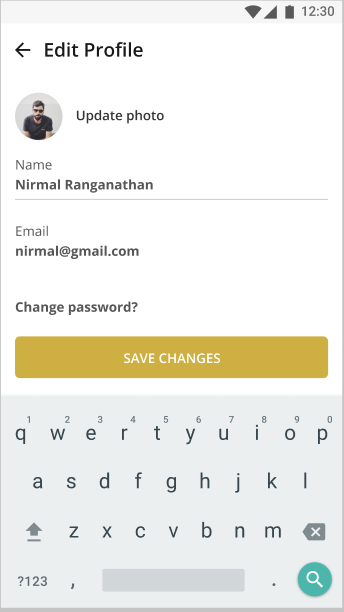 12:30
Edit Profile
Update photo
Name
Nirmal Ranganathan
Email
nirmal@gmail.com
Change password?
SAVE CHANGES
1 2 3 4 5 6 7 8 9 0
q w e r t y u i o p
a s d f g h j k l
z x c v b n m
?123 , .